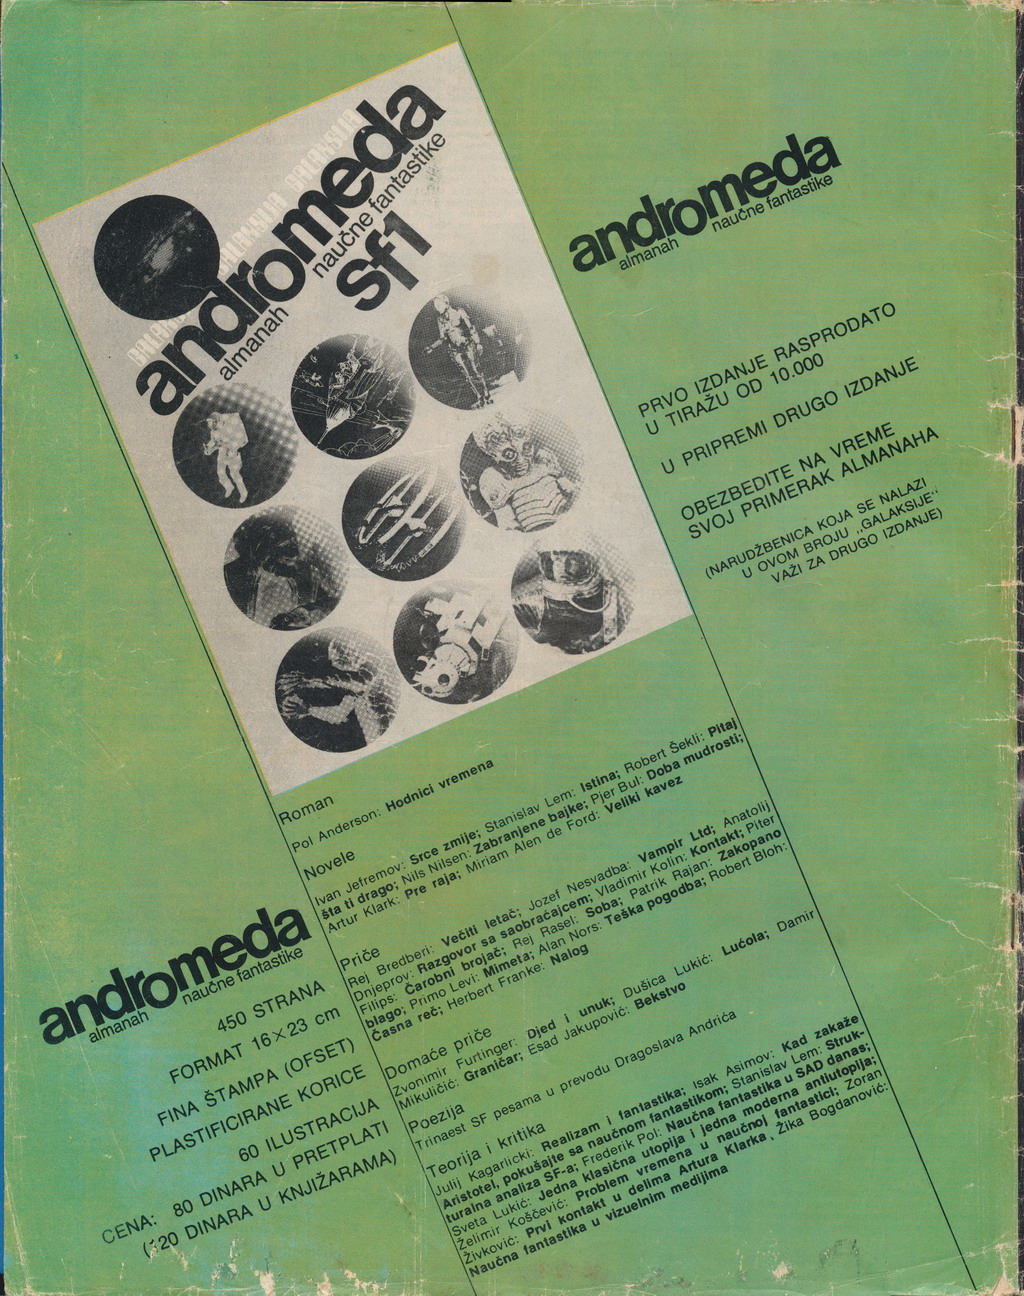 GALAKSIJA GALAKSIJA
andromeda
almanah naučne fantastike
sf1
andromeda
almanah naučne fantastike
PRVO IZDANJE RASPRODATO
U TIRAŽU OD 10.000
U PRIPREMI DRUGO IZDANJE
OBEZBEDITE NA VREME
SVOJ PRIMERAK ALMANAHA
(NARUDŽBENICA KOJA SE NALAZI
U OVOM BROJU „GALAKSIJE“
VAŽI ZA DRUGO IZDANJE)
Roman
Pol Anderson: Hodnici vremena
Novele
Ivan Jefremov: Srce zmije; Stanislav Lem: Istina; Robert Šekli: Pitaj
šta ti drago; Nils Nilsen: Zabranjene bajke; Pjer Bul: Doba mudrosti;
Artur Klark: Pre raja; Miriam Alen de Ford: Veliki kavez
Priče
Rej Bredberi: Večiti letač; Jozef Nesvadba: Vampir Ltd; Anatolij
Dnjeprov: Razgovor sa saobraćajcem; Vladimir Kolin: Kontakt; Piter
Filips: Čarobni brojač; Rej Rasel: Soba; Patrik Rajan: Zakopano
blago; Primo Levi: Mimeta; Alan Nors: Teška pogodba; Robert Bloh:
Časna reč; Herbert Franke: Nalog
Domaće priče
Zvonimir Furtinger: Djed i unuk; Dušica Lukić: Lučola; Damir
Mikuličić: Graničar; Esad Jakupović: Bekstvo
Poezija
Trinaest SF pesama u prevodu Dragoslava Andrića
Teorija i kritika
Julij Kagarlicki: Realizam i fantastika; Isak Asimov: Kad zakaže
Aristotel, pokušajte sa naučnom fantastikom; Stanislav Lem: Struk-
turalna analiza SF-a; Frederik Pol: Naučna fantastika u SAD danas;
Sveta Lukić: Jedna klasična utopija i jedna moderna antiutopija;
Želimir Koščević: Problem vremena u naučnoj fantastici; Zoran
Živković: Prvi kontakt u delima Artura Klarka, Žika Bogdanović:
Naučna fantastika u vizuelnim medijima
andromeda
almanah naučne fantastike
450 STRANA
FORMAT 16×23 cm
FINA ŠTAMPA (OFSET)
PLASTIFICIRANE KORICE
60 ILUSTRACIJA
CENA: 80 DINARA U PRETPLATI
(120 DINARA U KNJIŽARAMA)